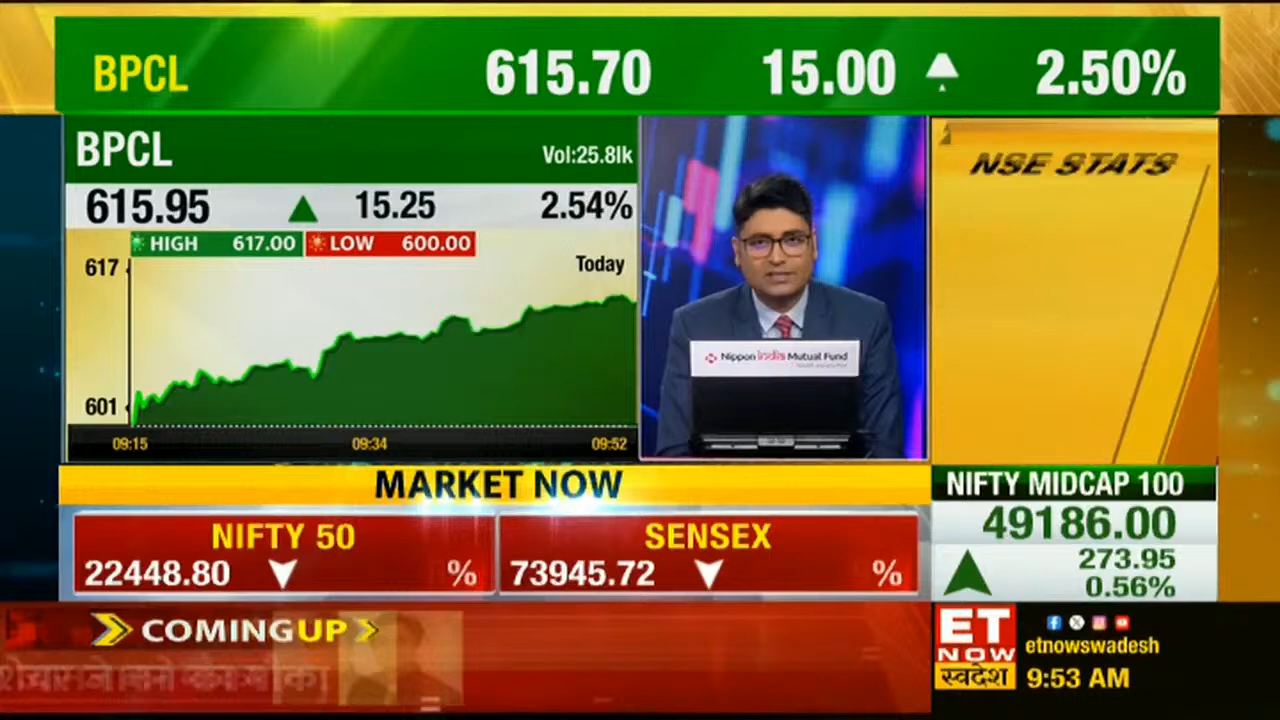 BPCL 615.70 15.00 2.50%
BPCL Vol:25.8lk
615.95 15.25 2.54%
HIGH 617.00 LOW 600.00
Today
617
601
09:15 09:34 09:52
Nippon india Mutual Fund
NSE STATS
MARKET NOW
NIFTY 50
22448.80 %
SENSEX
73945.72 %
NIFTY MIDCAP 100
49186.00
273.95
0.56%
COMING UP
ET
NOW
स्वदेश
etnowswadesh
9:53 AM